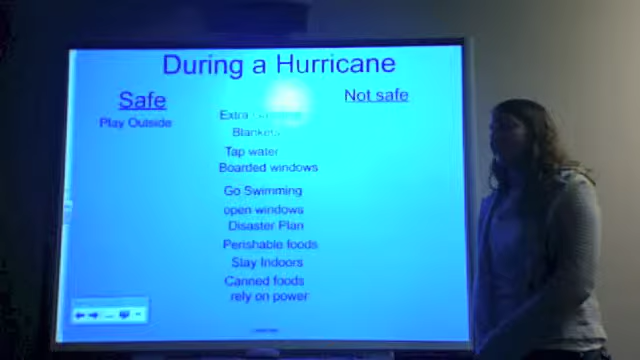 During a Hurricane
Safe
Not safe
Play Outside
Extra
Blankets
Tap water
Boarded windows
Go Swimming
open windows
Disaster Plan
Perishable foods
Stay Indoors
Canned foods
rely on power